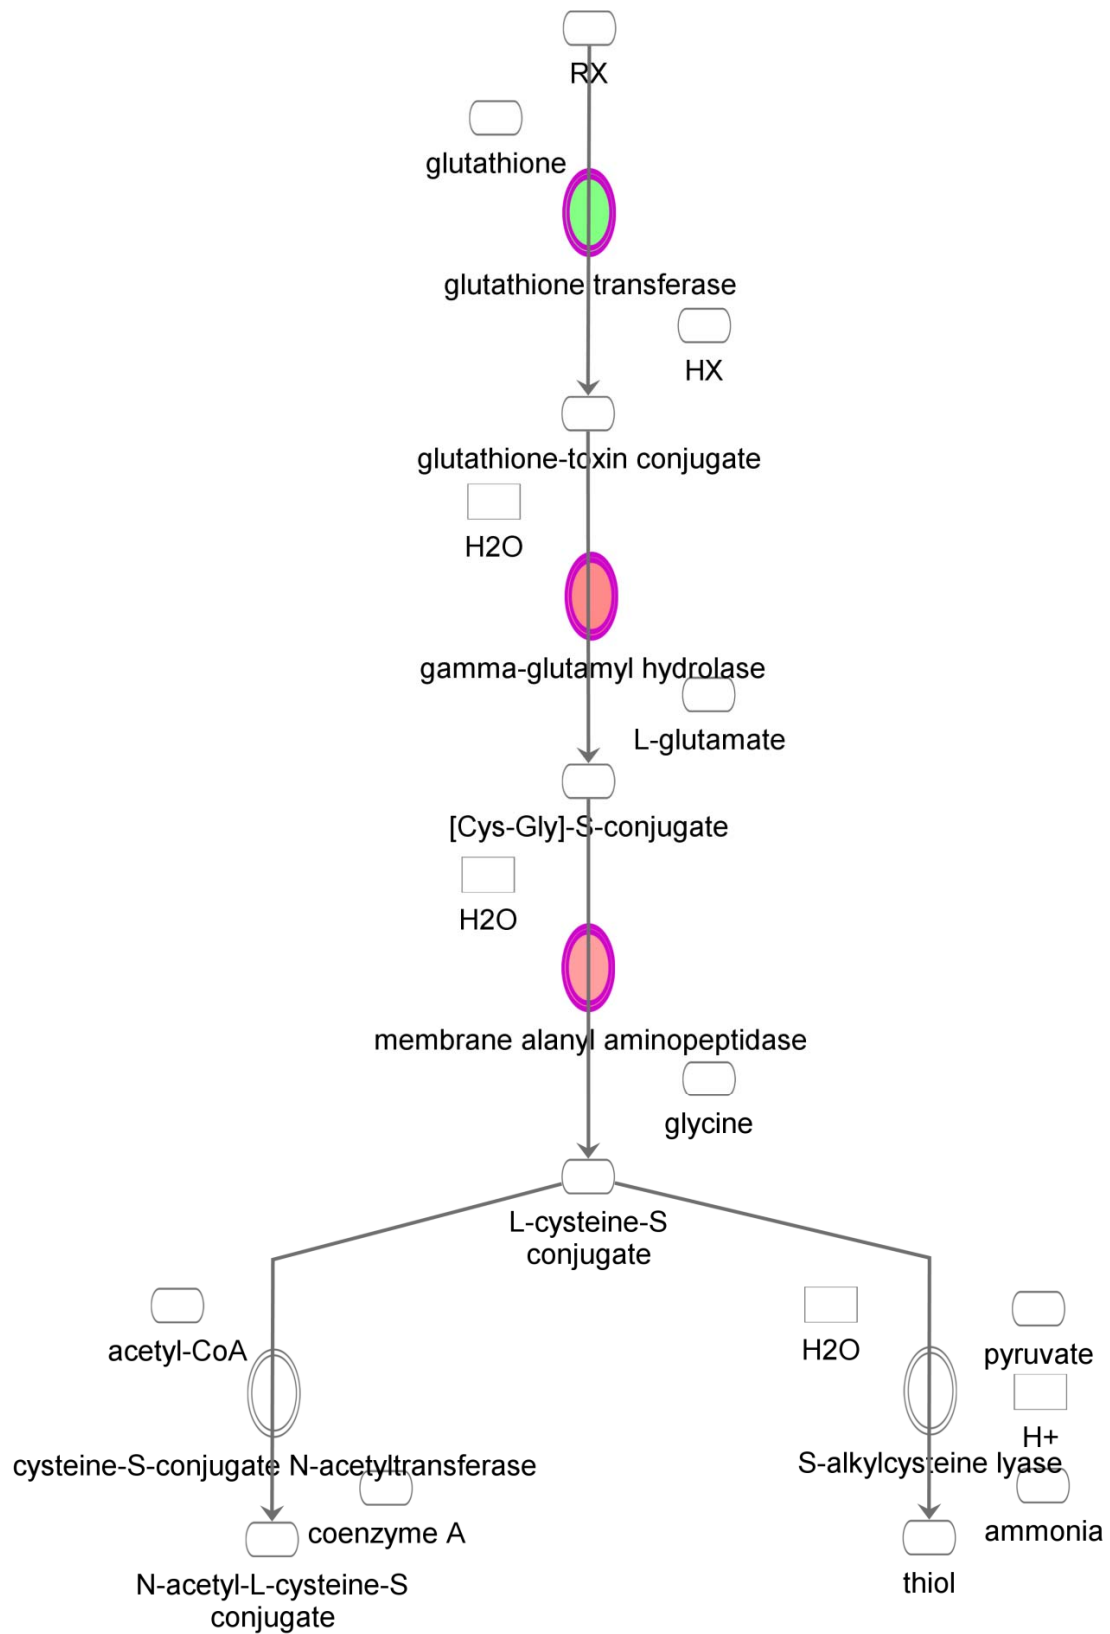 RX
glutathione
glutathione transferase
HX
glutathione-toxin conjugate
H2O
gamma-glutamyl hydrolase
L-glutamate
[Cys-Gly]-S-conjugate
H2O
membrane alanyl aminopeptidase
glycine
L-cysteine-S
conjugate
acetyl-CoA
H2O
pyruvate
H+
cysteine-S-conjugate N-acetyltransferase
S-alkylcysteine lyase
coenzyme A
ammonia
N-acetyl-L-cysteine-S
conjugate
thiol